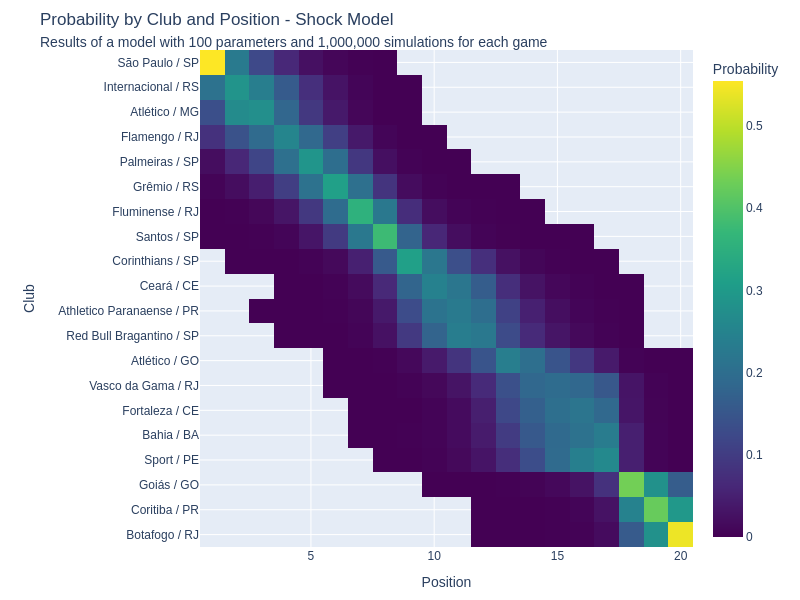 Probability by Club and Position - Shock Model
Results of a model with 100 parameters and 1,000,000 simulations for each game
Probability
São Paulo / SP
Internacional / RS
Atlético / MG
Flamengo / RJ
Palmeiras / SP
Grêmio / RS
Fluminense / RJ
Santos / SP
Corinthians / SP
Ceará / CE
Athletico Paranaense / PR
Red Bull Bragantino / SP
Atlético / GO
Vasco da Gama / RJ
Fortaleza / CE
Bahia / BA
Sport / PE
Goiás / GO
Coritiba / PR
Botafogo / RJ
Club
5
10
15
20
Position
0.5
0.4
0.3
0.2
0.1
0